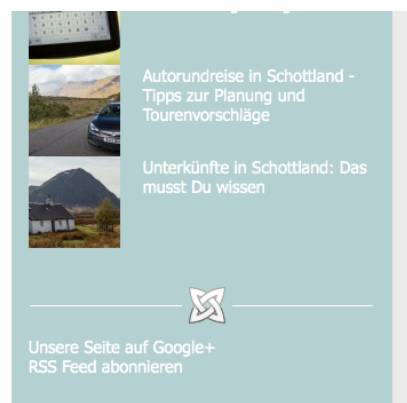 Autorundreise in Schottland -
Tipps zur Planung und
Tourenvorschläge
Unterkünfte in Schottland: Das
musst Du wissen
Unsere Seite auf Google+
RSS Feed abonnieren